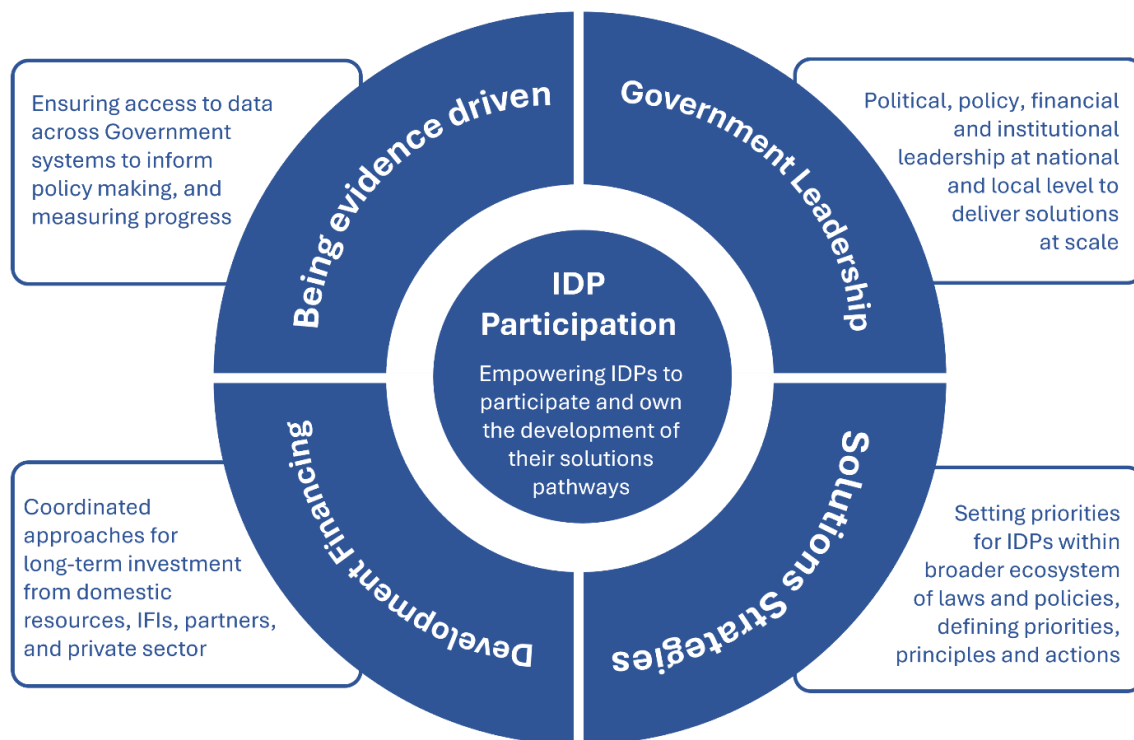 Being evidence driven
Ensuring access to data
across Government
systems to inform
policy making, and
measuring progress
Government Leadership
Political, policy, financial
and institutional
leadership at national
and local level to
deliver solutions
at scale
IDP
Participation
Empowering IDPs to
participate and own
the development of
their solutions
pathways
Development Financing
Coordinated
approaches for
long-term investment
from domestic
resources, IFIs, partners,
and private sector
Solutions Strategies
Setting priorities
for IDPs within
broader ecosystem
of laws and policies,
defining priorities,
principles and actions